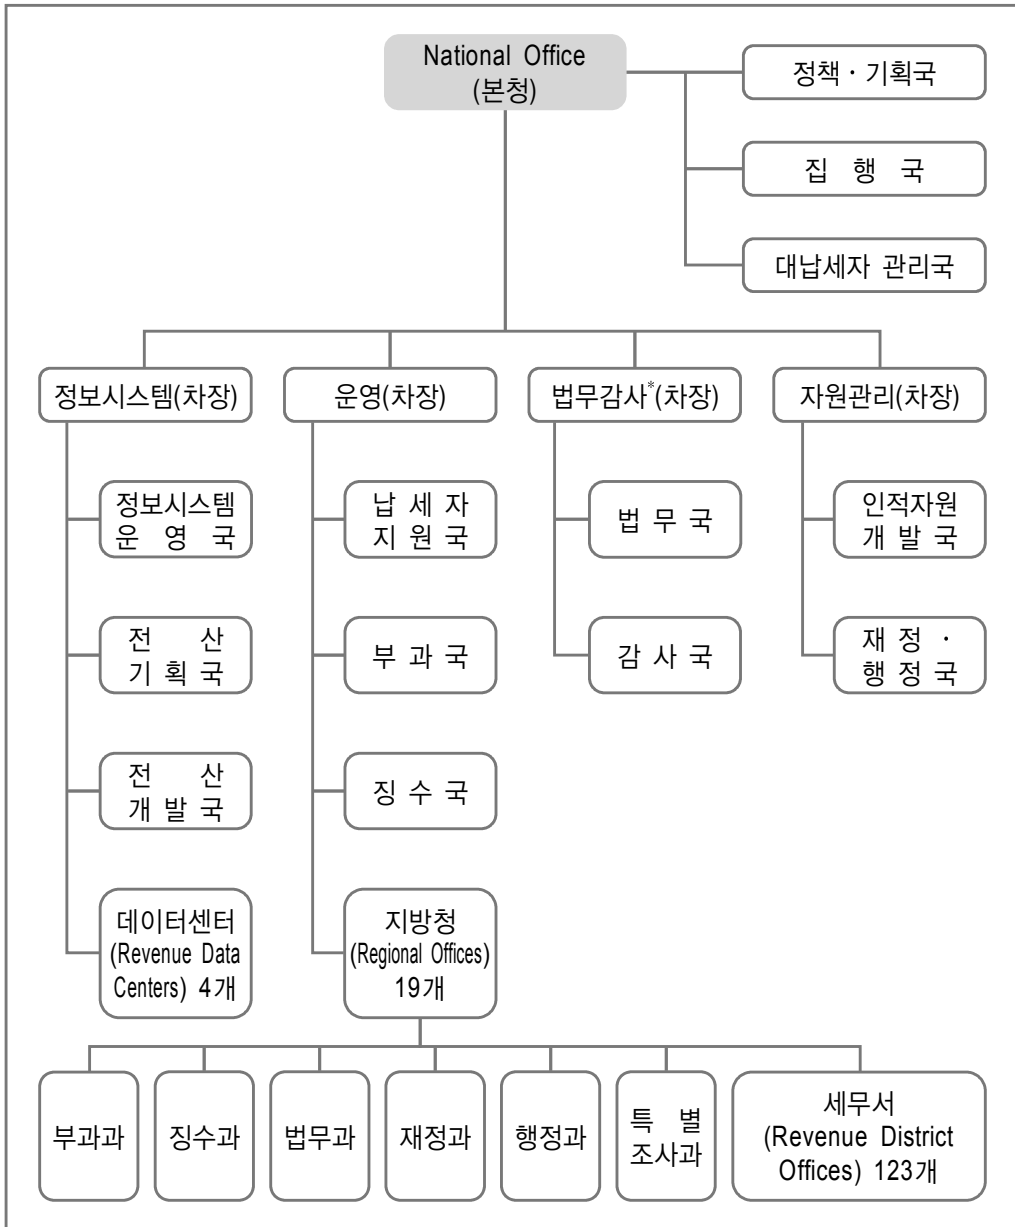 National Office
(본청)
정책 · 기획국
집 행 국
대납세자 관리국
정보시스템(차장)
운영(차장)
법무감사*(차장)
자원관리(차장)
정보시스템
운 영 국
납 세 자
지 원 국
법 무 국
인적자원
개 발 국
전 산
기 획 국
부 과 국
감 사 국
재 정 ·
행 정 국
전 산
개 발 국
징 수 국
데이터센터
(Revenue Data
Centers) 4개
지방청
(Regional Offices)
19개
부과과
징수과
법무과
재정과
행정과
특 별
조사과
세무서
(Revenue District
Offices) 123개